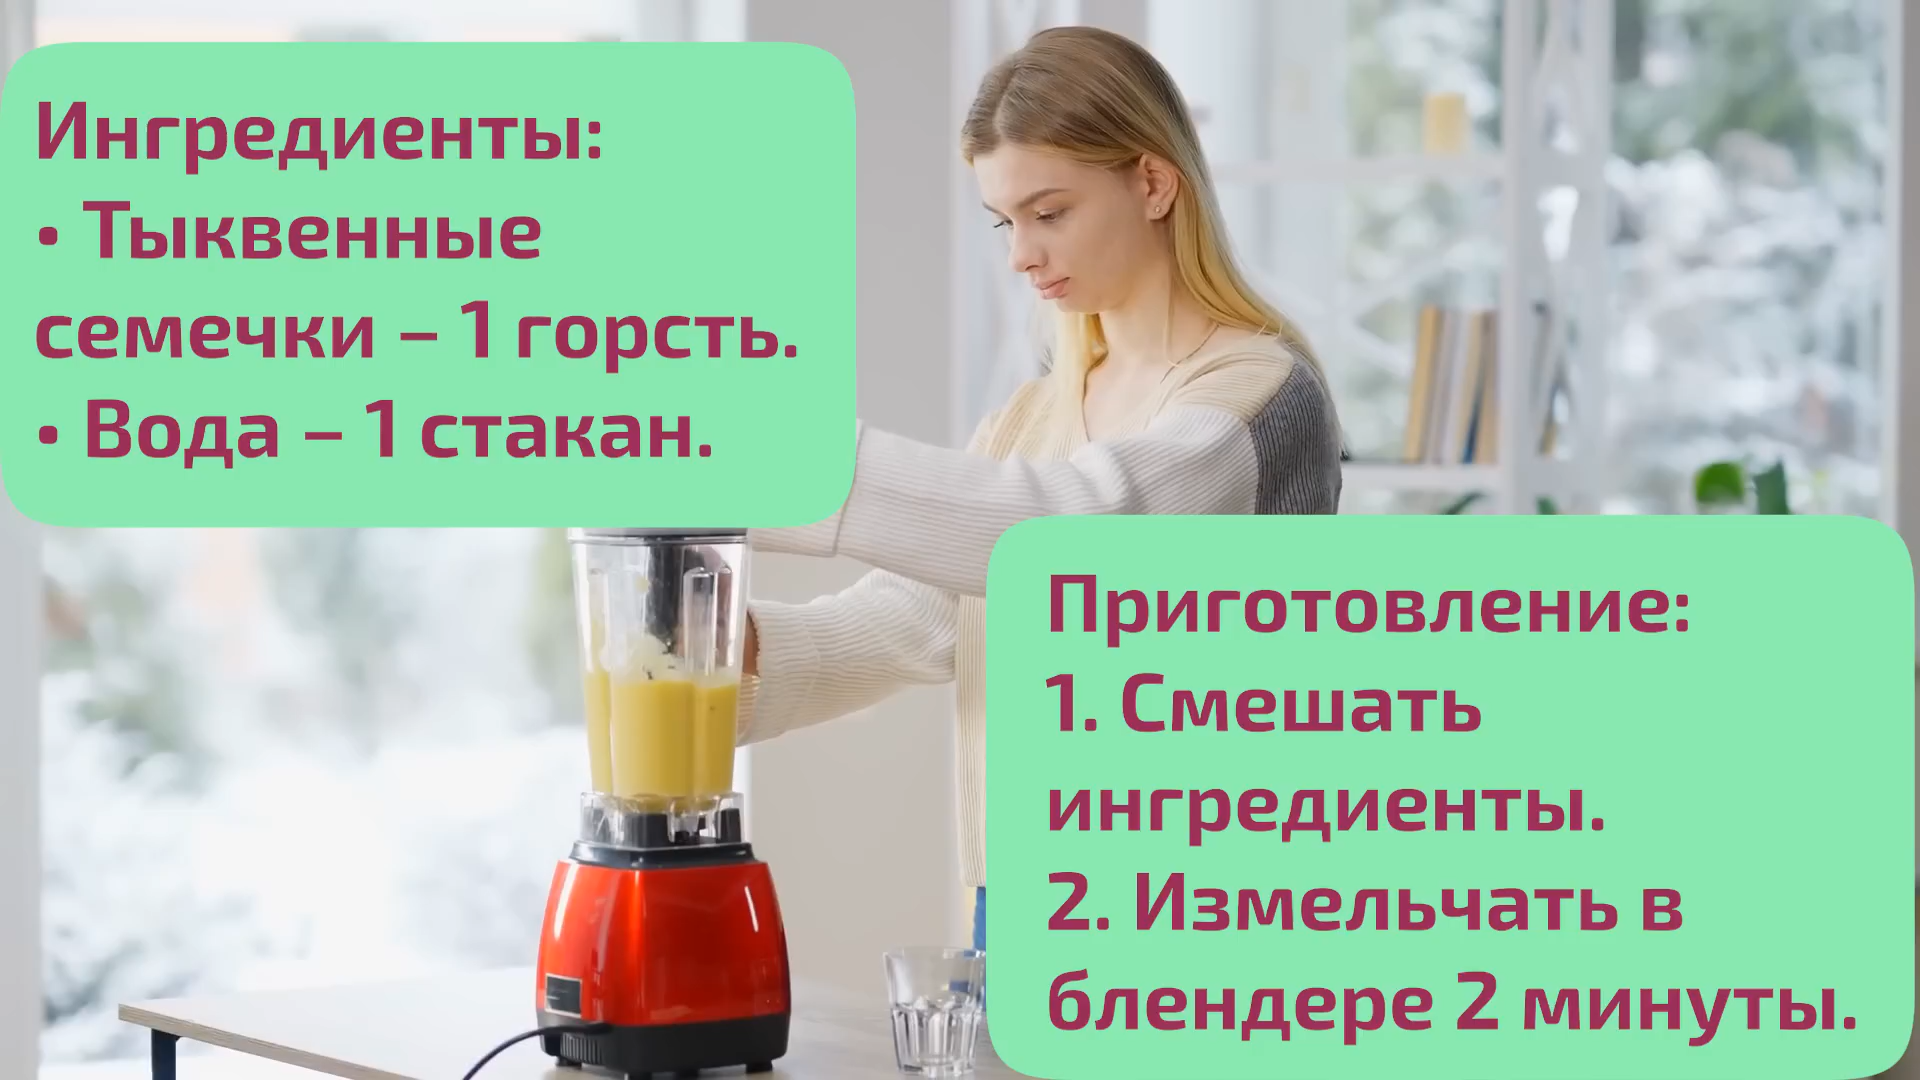 Ингредиенты:
• Тыквенные
семечки – 1 горсть.
• Вода – 1 стакан.
Приготовление:
1. Смешать
ингредиенты.
2. Измельчать в
блендере 2 минуты.